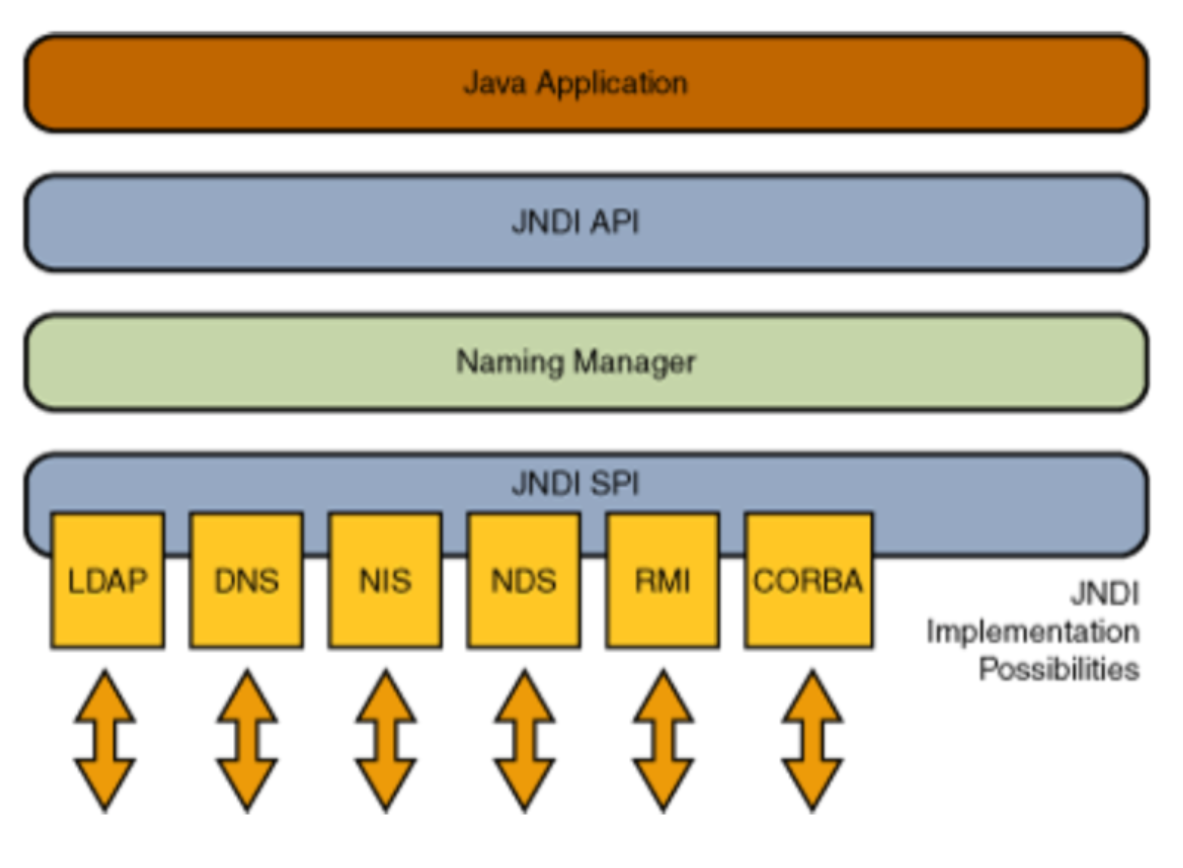 Java Application
JNDI API
Naming Manager
JNDI SPI
LDAP
DNS
NIS
NDS
RMI
CORBA
JNDI
Implementation
Possibilities